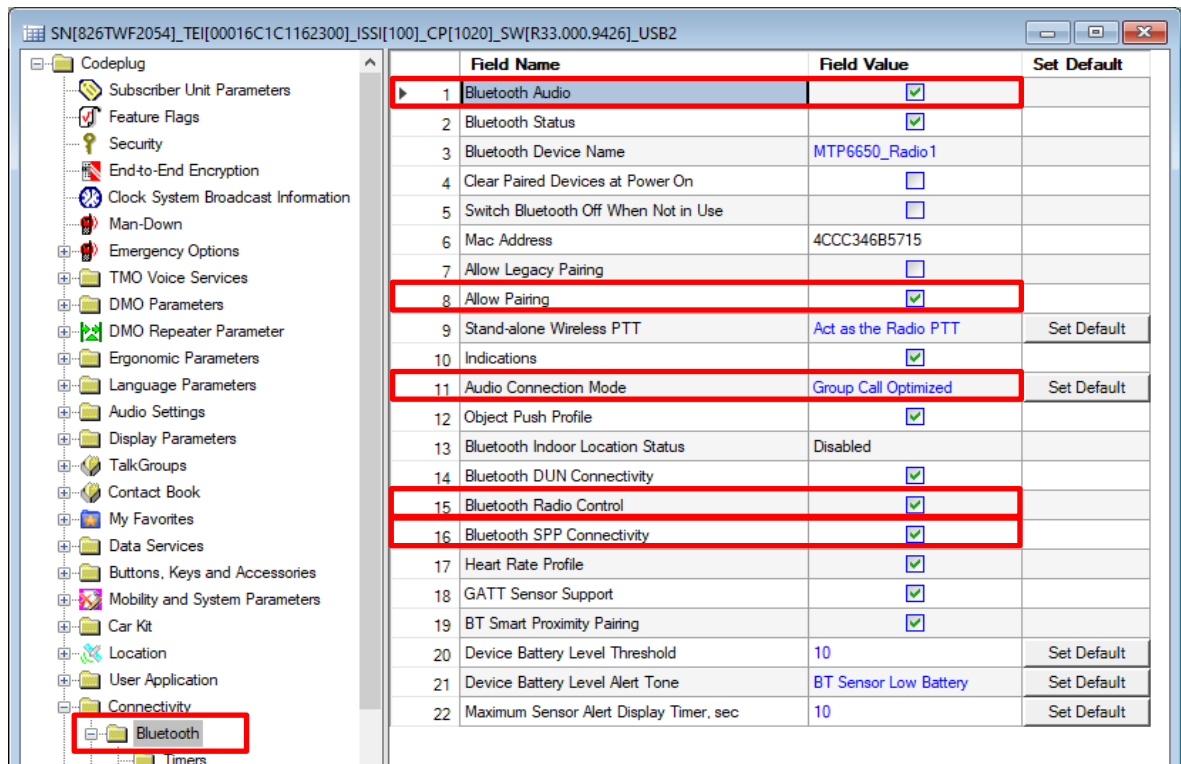 SN[826TWF2054]_TEI[00016C1C1162300]_ISSI[100]_CP[1020]_SW[R33.000.9426]_USB2
Codeplug
Subscriber Unit Parameters
Feature Flags
Security
End-to-End Encryption
Clock System Broadcast Information
Man-Down
Emergency Options
TMO Voice Services
DMO Parameters
DMO Repeater Parameter
Ergonomic Parameters
Language Parameters
Audio Settings
Display Parameters
TalkGroups
Contact Book
My Favorites
Data Services
Buttons, Keys and Accessories
Mobility and System Parameters
Car Kit
Location
User Application
Connectivity
Bluetooth
Timers
Field Name Field Value Set Default
1 Bluetooth Audio
2 Bluetooth Status
3 Bluetooth Device Name MTP6650_Radio1
4 Clear Paired Devices at Power On
5 Switch Bluetooth Off When Not in Use
6 Mac Address 4CCC346B5715
7 Allow Legacy Pairing
8 Allow Pairing
9 Stand-alone Wireless PTT Act as the Radio PTT Set Default
10 Indications
11 Audio Connection Mode Group Call Optimized Set Default
12 Object Push Profile
13 Bluetooth Indoor Location Status Disabled
14 Bluetooth DUN Connectivity
15 Bluetooth Radio Control
16 Bluetooth SPP Connectivity
17 Heart Rate Profile
18 GATT Sensor Support
19 BT Smart Proximity Pairing
20 Device Battery Level Threshold 10 Set Default
21 Device Battery Level Alert Tone BT Sensor Low Battery Set Default
22 Maximum Sensor Alert Display Timer, sec 10 Set Default